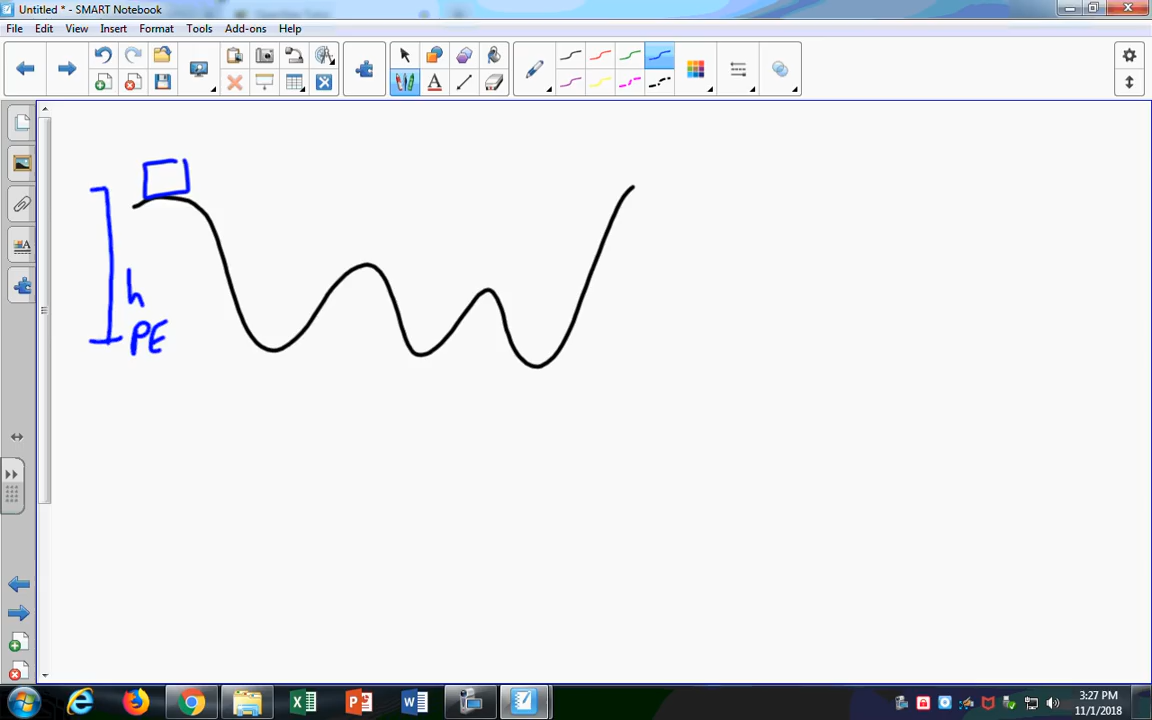 Untitled * - SMART Notebook
File Edit View Insert Format Tools Add-ons Help
A
A
h
PE
3:27 PM
11/1/2018